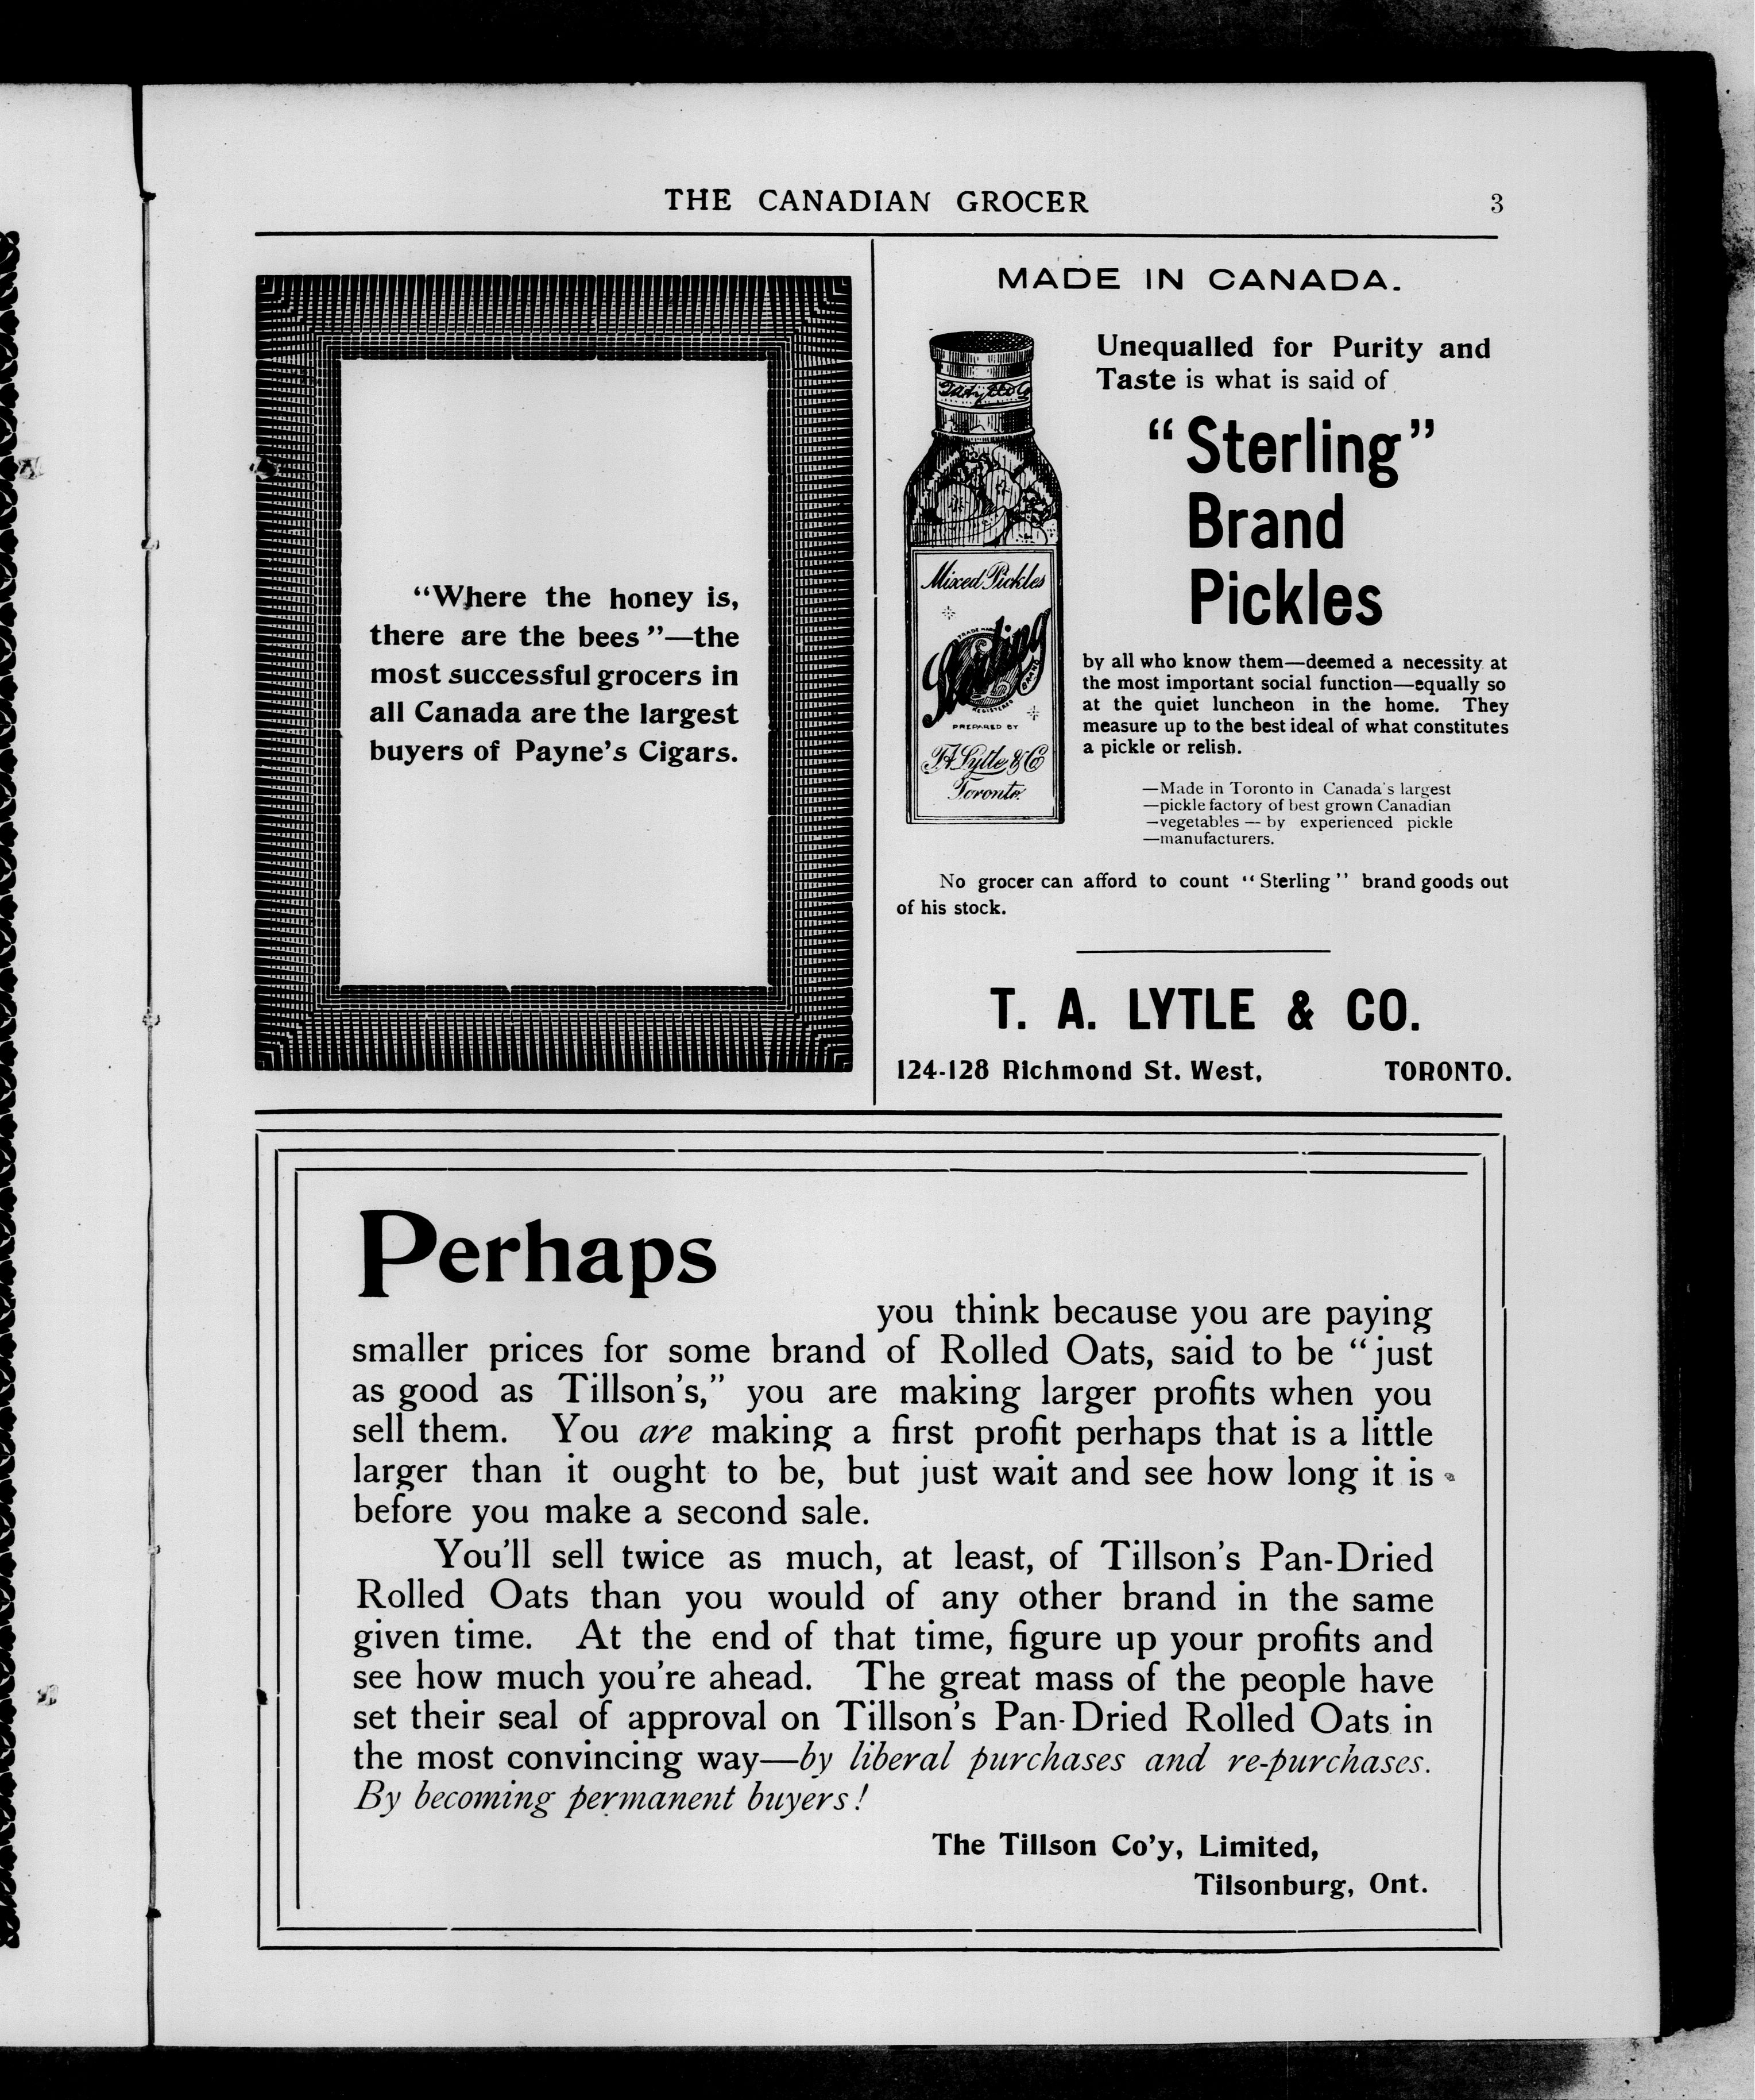 THE CANADIAN GROCER 3
“Where the honey is,
there are the bees”—the
most successful grocers in
all Canada are the largest
buyers of Payne’s Cigars.
MADE IN CANADA.
Unequalled for Purity and
Taste is what is said of
“Sterling”
Brand
Pickles
Mixed Pickles
TRADE MARK
Sterling
BRAND
REGISTERED
PREPARED BY
T A Lytle & Co
Toronto.
by all who know them—deemed a necessity at
the most important social function—equally so
at the quiet luncheon in the home. They
measure up to the best ideal of what constitutes
a pickle or relish.
—Made in Toronto in Canada’s largest
—pickle factory of best grown Canadian
—vegetables — by experienced pickle
—manufacturers.
No grocer can afford to count “Sterling” brand goods out
of his stock.
T. A. LYTLE & CO.
124-128 Richmond St. West, TORONTO.
Perhaps
you think because you are paying
smaller prices for some brand of Rolled Oats, said to be “just
as good as Tillson’s,” you are making larger profits when you
sell them. You are making a first profit perhaps that is a little
larger than it ought to be, but just wait and see how long it is
before you make a second sale.
You’ll sell twice as much, at least, of Tillson’s Pan-Dried
Rolled Oats than you would of any other brand in the same
given time. At the end of that time, figure up your profits and
see how much you’re ahead. The great mass of the people have
set their seal of approval on Tillson’s Pan-Dried Rolled Oats in
the most convincing way—by liberal purchases and re-purchases.
By becoming permanent buyers!
The Tillson Co’y, Limited,
Tilsonburg, Ont.